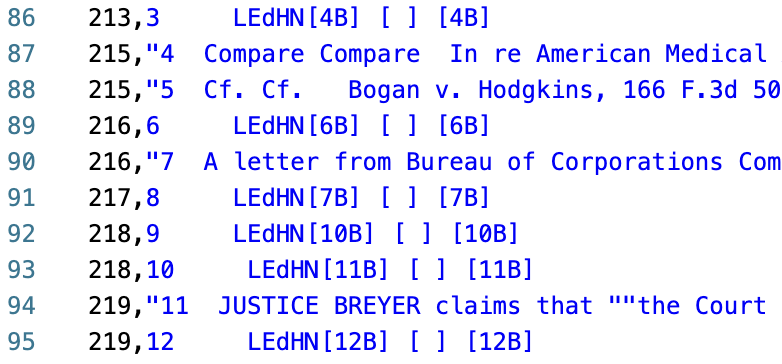 86 213,3 LEdHN[4B] [ ] [4B]
87 215,"4 Compare Compare In re American Medical
88 215,"5 Cf. Cf. Bogan v. Hodgkins, 166 F.3d 50
89 216,6 LEdHN[6B] [ ] [6B]
90 216,"7 A letter from Bureau of Corporations Com
91 217,8 LEdHN[7B] [ ] [7B]
92 218,9 LEdHN[10B] [ ] [10B]
93 218,10 LEdHN[11B] [ ] [11B]
94 219,"11 JUSTICE BREYER claims that ""the Court
95 219,12 LEdHN[12B] [ ] [12B]